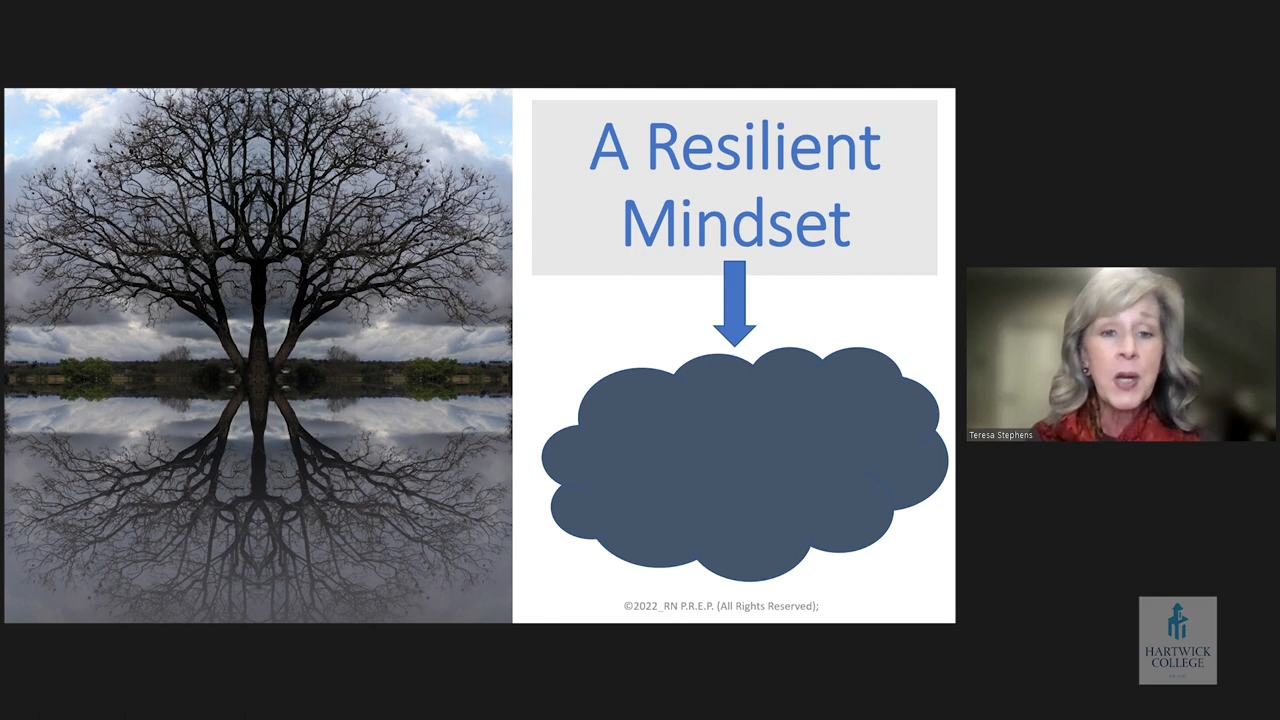 A Resilient
Mindset
©2022_RN P.R.E.P. (All Rights Reserved);
Teresa Stephens
HARTWICK
COLLEGE